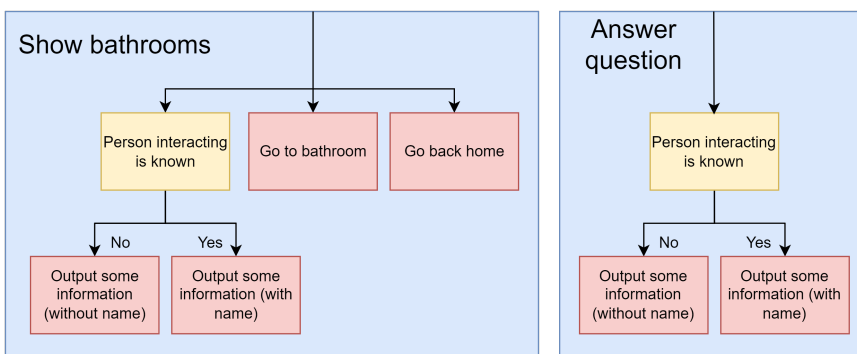 Show bathrooms
Person interacting
is known
Go to bathroom
Go back home
No
Yes
Output some
information
(without name)
Output some
information (with
name)
Answer
question
Person interacting
is known
No
Yes
Output some
information
(without name)
Output some
information (with
name)